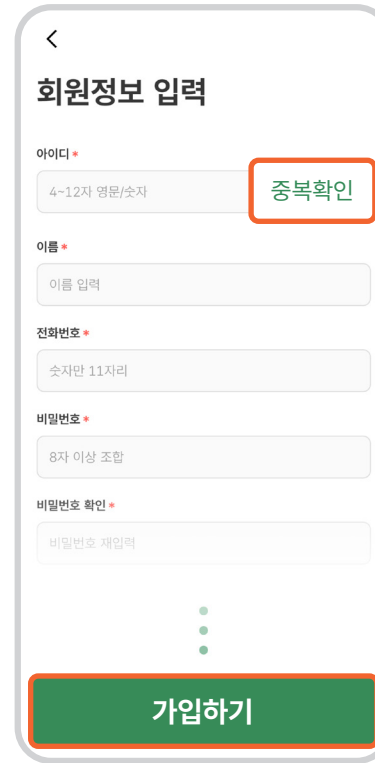 회원정보 입력
아이디 *
4~12자 영문/숫자
중복확인
이름 *
이름 입력
전화번호 *
숫자만 11자리
비밀번호 *
8자 이상 조합
비밀번호 확인 *
비밀번호 재입력
가입하기